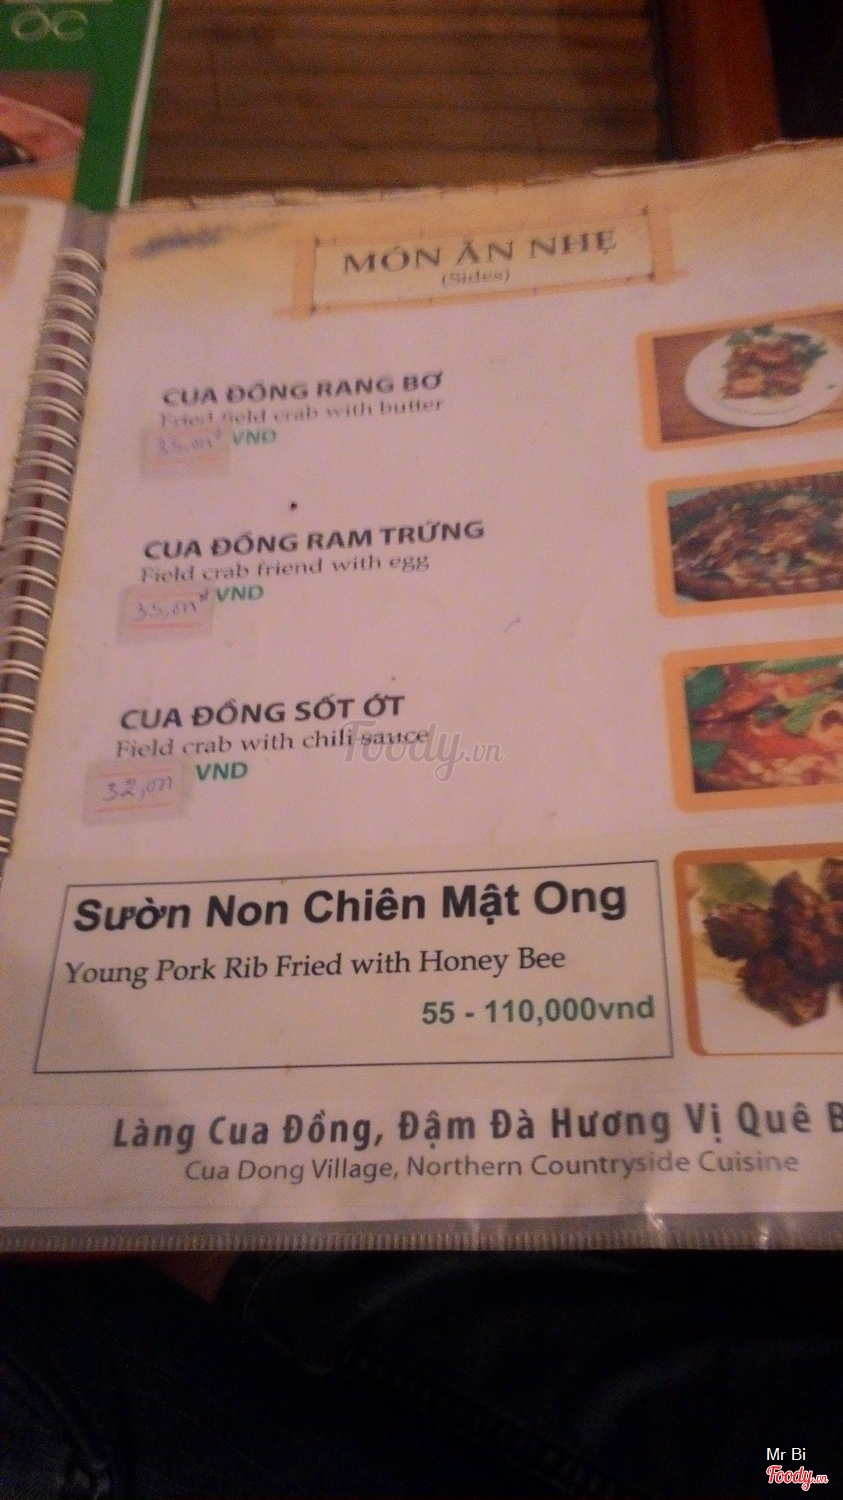 ỐC
MÓN ĂN NHẸ
(Sides)
CUA ĐỒNG RANG BƠ
Fried field crab with butter
VND
CUA ĐỒNG RAM TRỨNG
Field crab friend with egg
35,000đ VND
CUA ĐỒNG SỐT ỚT
Field crab with chili sauce
32,000 VND
Foody.vn
Sườn Non Chiên Mật Ong
Young Pork Rib Fried with Honey Bee
55 - 110,000vnd
Làng Cua Đồng, Đậm Đà Hương Vị Quê B
Cua Dong Village, Northern Countryside Cuisine
Mr Bi
Foody.vn